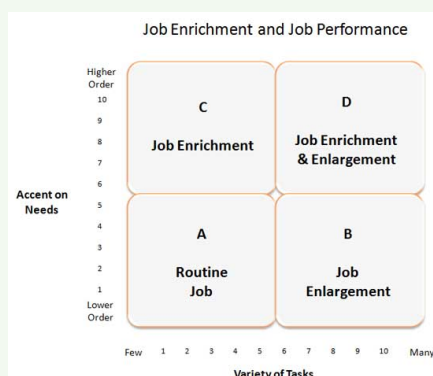 Job Enrichment and Job Performance
Higher
Order
10
9
8
7
6
5
4
3
2
1
Lower
Order
Accent on
Needs
C
Job Enrichment
D
Job Enrichment
& Enlargement
A
Routine
Job
B
Job
Enlargement
Few 1 2 3 4 5 6 7 8 9 10 Many
Variety of Tasks